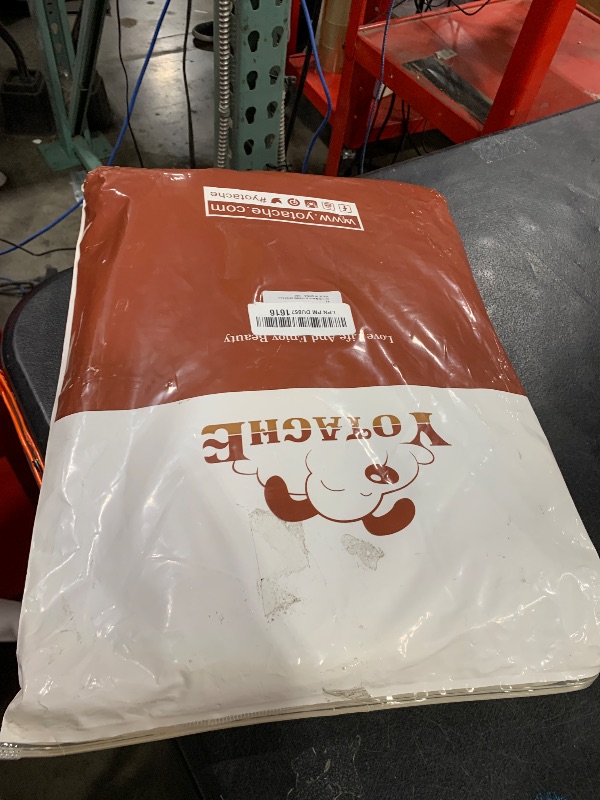 YOTACHE
Love Life And Enjoy Beauty
1616
#yotache
www.yotache.com